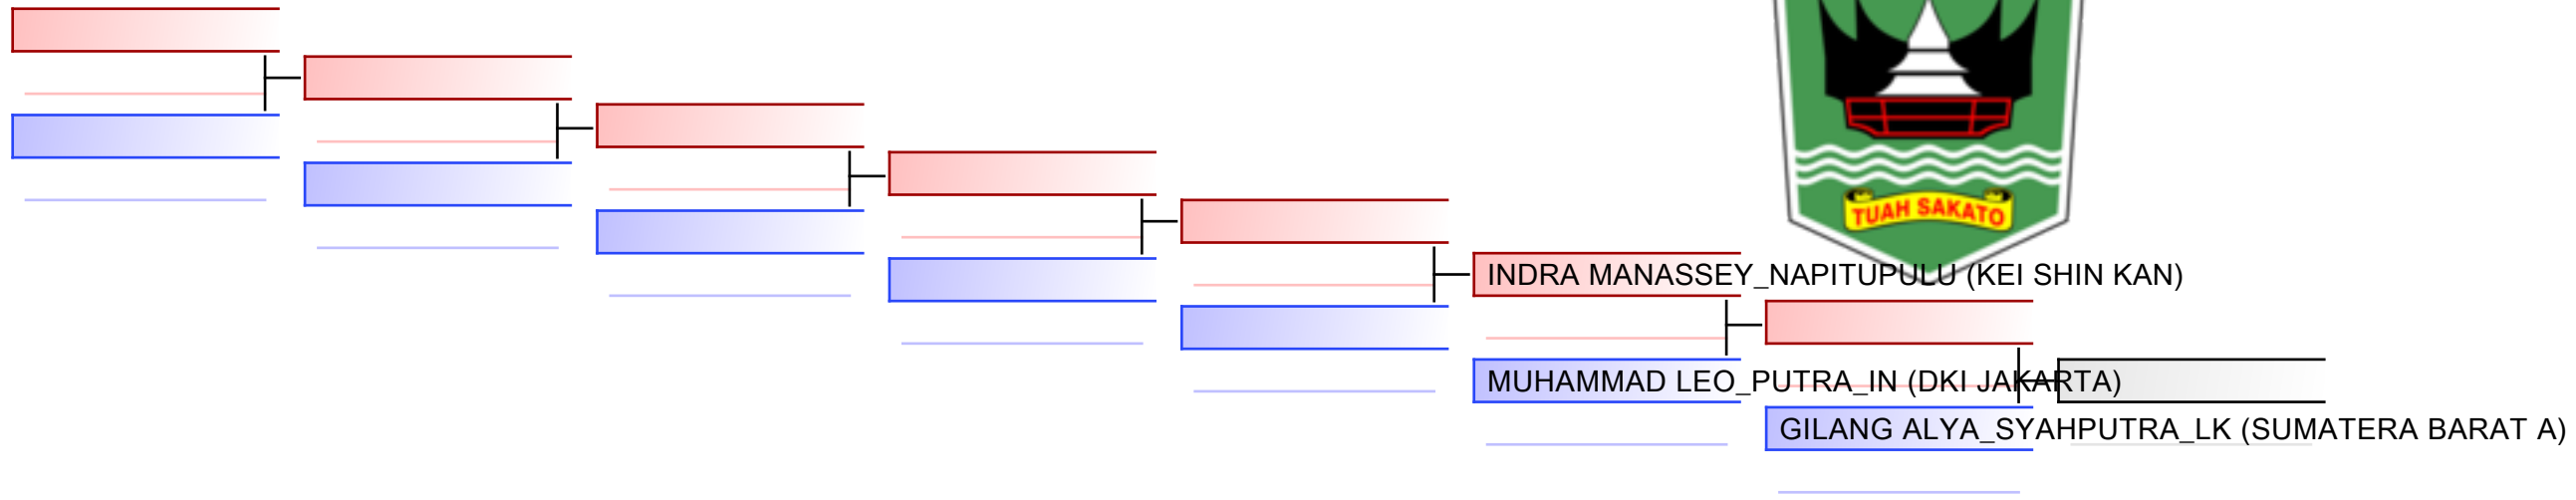 TUAH SAKATO
INDRA MANASSEY_NAPITUPULU (KEI SHIN KAN)
MUHAMMAD LEO_PUTRA_IN (DKI JAKARTA)
GILANG ALYA_SYAHPUTRA_LK (SUMATERA BARAT A)